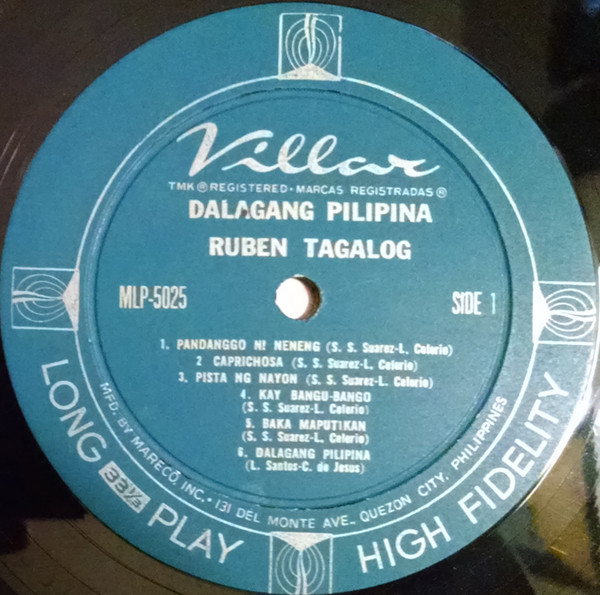 Villar
TMK ® REGISTERED • MARCAS REGISTRADAS ®
DALAGANG PILIPINA
RUBEN TAGALOG
MLP-5025
SIDE 1
1. PANDANGGO NI NENENG (S. S. Suarez-L. Celerio)
2 CAPRICHOSA (S. S. Suarez-L. Celerio)
3. PISTA NG NAYON (S. S. Suarez-L. Celerio)
4. KAY BANGU-BANGO
(S. S. Suarez-L. Celerio)
5. BAKA MAPUTIKAN
(S. S. Suarez-L. Celerio)
6. DALAGANG PILIPINA
(L. Santos-C. de Jesus)
MFD. BY MARECO, INC. • 131 DEL MONTE AVE., QUEZON CITY, PHILIPPINES
LONG 33⅓ PLAY
HIGH FIDELITY